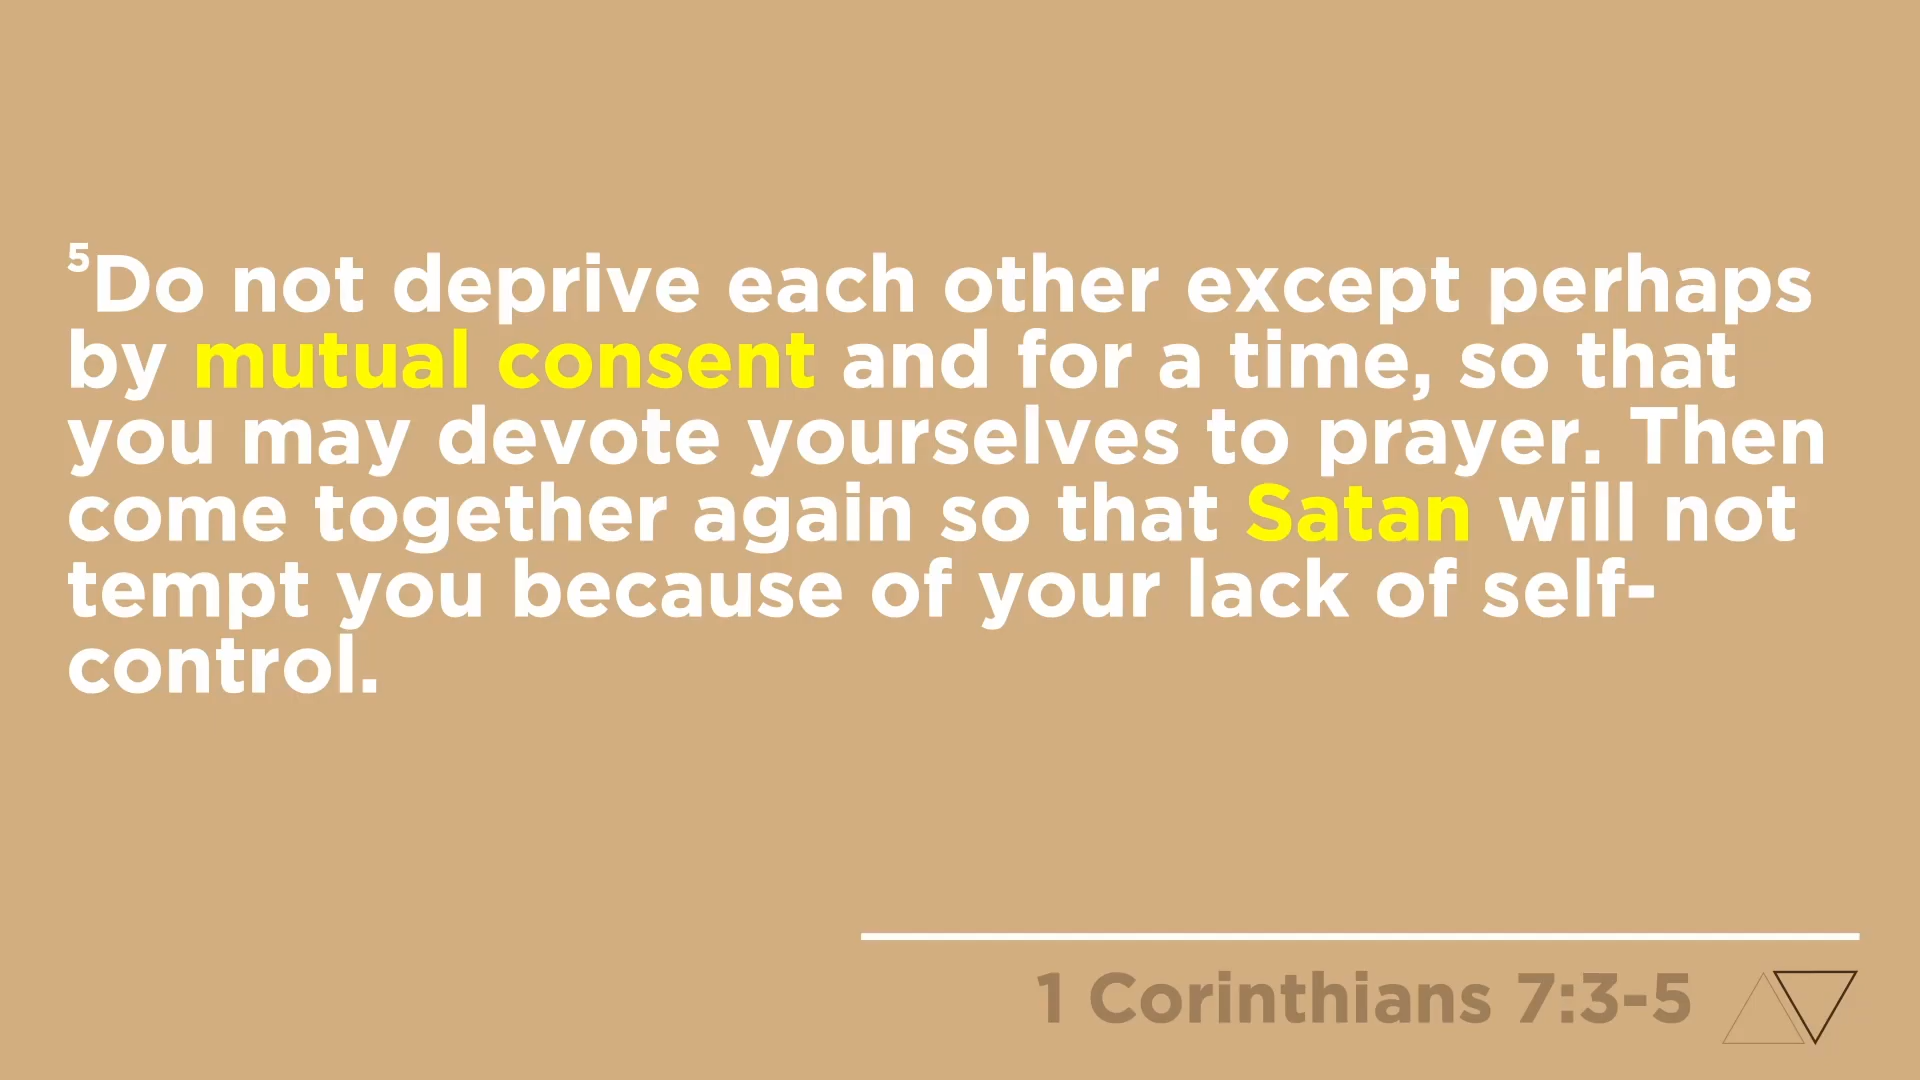 ⁵Do not deprive each other except perhaps
by mutual consent and for a time, so that
you may devote yourselves to prayer. Then
come together again so that Satan will not
tempt you because of your lack of self-
control.
1 Corinthians 7:3-5